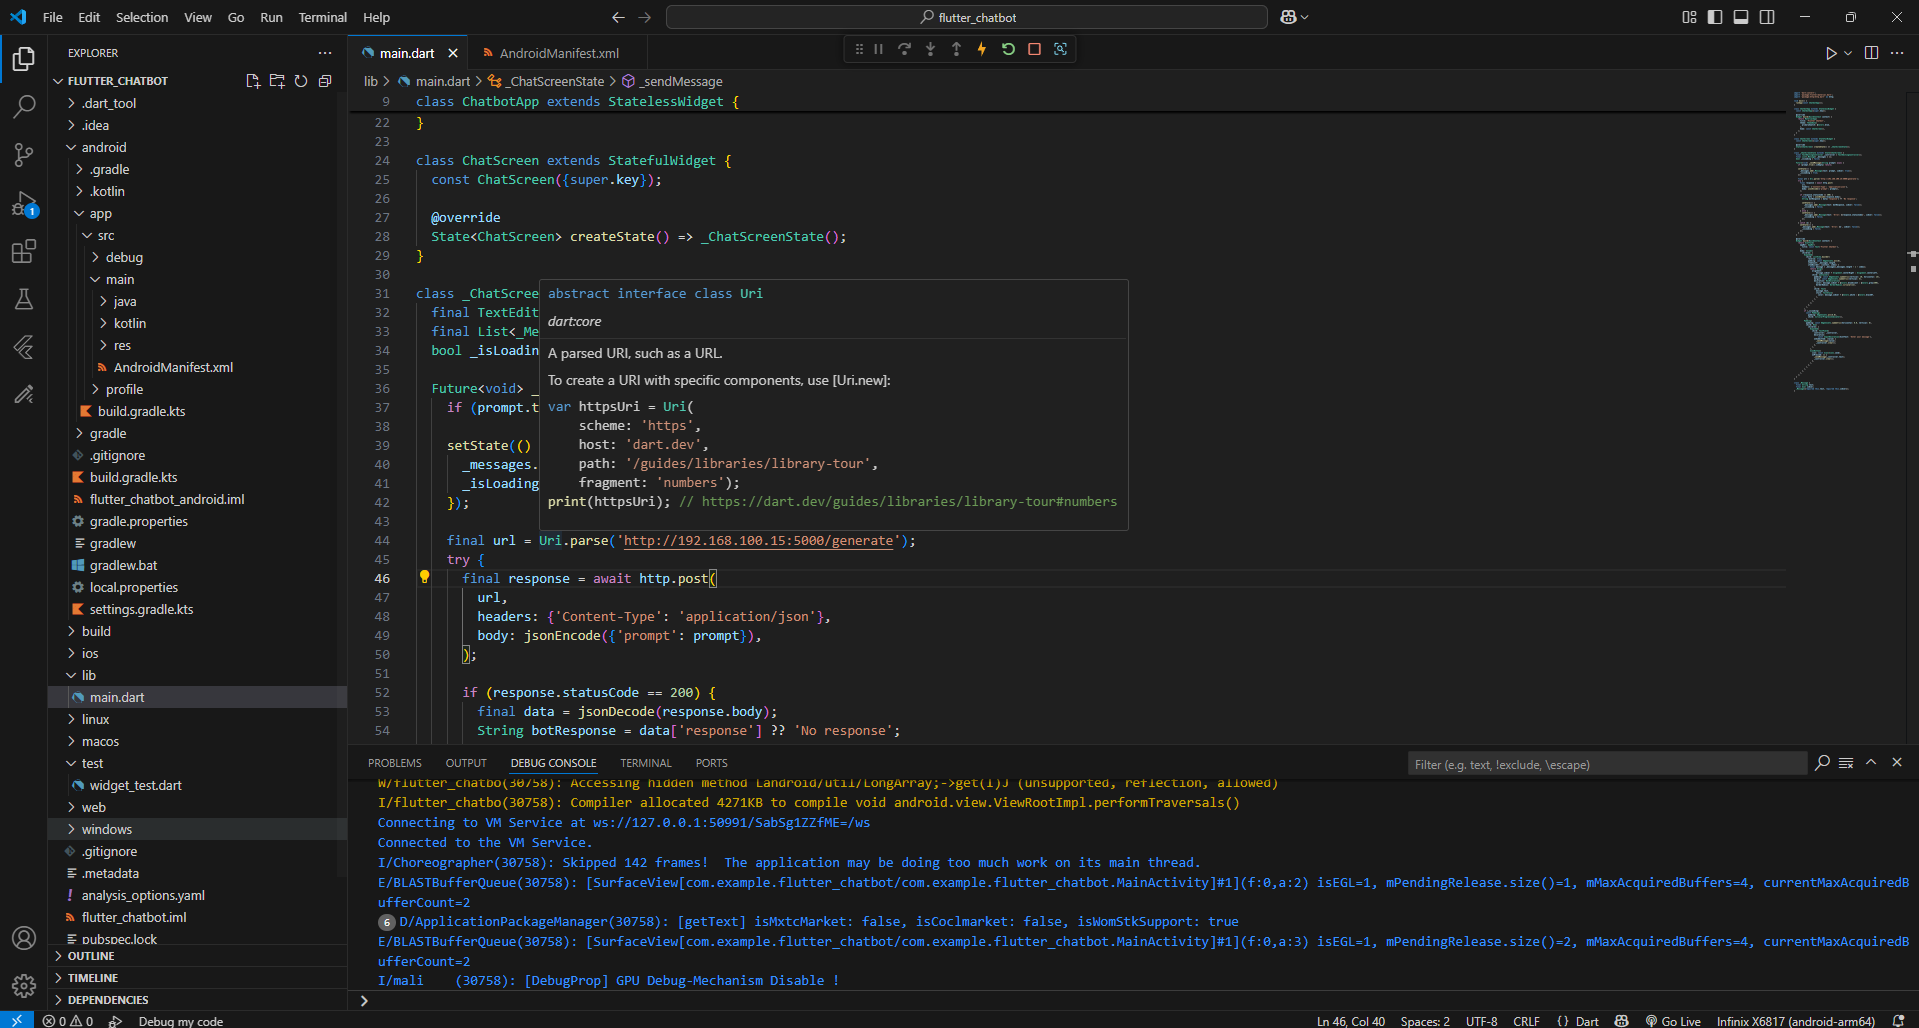 File Edit Selection View Go Run Terminal Help
flutter_chatbot
EXPLORER
FLUTTER_CHATBOT
.dart_tool
.idea
android
.gradle
.kotlin
app
src
debug
main
java
kotlin
res
AndroidManifest.xml
profile
build.gradle.kts
gradle
.gitignore
build.gradle.kts
flutter_chatbot_android.iml
gradle.properties
gradlew
gradlew.bat
local.properties
settings.gradle.kts
build
ios
lib
main.dart
linux
macos
test
widget_test.dart
web
windows
.gitignore
.metadata
analysis_options.yaml
flutter_chatbot.iml
pubspec.lock
OUTLINE
TIMELINE
DEPENDENCIES
1
main.dart
AndroidManifest.xml
lib > main.dart > _ChatScreenState > _sendMessage
9 class ChatbotApp extends StatelessWidget {
22 }
23
24 class ChatScreen extends StatefulWidget {
25 const ChatScreen({super.key});
26
27 @override
28 State<ChatScreen> createState() => _ChatScreenState();
29 }
30
31 class _ChatScree
32 final TextEdit
33 final List<_Me
34 bool _isLoadin
35
36 Future<void> _
37 if (prompt.t
38
39 setState(()
40 _messages.
41 _isLoading
42 });
43
abstract interface class Uri
dart:core
A parsed URI, such as a URL.
To create a URI with specific components, use [Uri.new]:
var httpsUri = Uri(
scheme: 'https',
host: 'dart.dev',
path: '/guides/libraries/library-tour',
fragment: 'numbers');
print(httpsUri); // https://dart.dev/guides/libraries/library-tour#numbers
44 final url = Uri.parse('http://192.168.100.15:5000/generate');
45 try {
46 final response = await http.post(
47 url,
48 headers: {'Content-Type': 'application/json'},
49 body: jsonEncode({'prompt': prompt}),
50 );
51
52 if (response.statusCode == 200) {
53 final data = jsonDecode(response.body);
54 String botResponse = data['response'] ?? 'No response';
PROBLEMS OUTPUT DEBUG CONSOLE TERMINAL PORTS
Filter (e.g. text, !exclude, \escape)
W/flutter_chatbo(30758): Accessing hidden method Landroid/util/LongArray;->get(I)J (unsupported, reflection, allowed)
I/flutter_chatbo(30758): Compiler allocated 4271KB to compile void android.view.ViewRootImpl.performTraversals()
Connecting to VM Service at ws://127.0.0.1:50991/SabSg1ZZfME=/ws
Connected to the VM Service.
I/Choreographer(30758): Skipped 142 frames!  The application may be doing too much work on its main thread.
E/BLASTBufferQueue(30758): [SurfaceView[com.example.flutter_chatbot/com.example.flutter_chatbot.MainActivity]#1](f:0,a:2) isEGL=1, mPendingRelease.size()=1, mMaxAcquiredBuffers=4, currentMaxAcquiredB
ufferCount=2
6 D/ApplicationPackageManager(30758): [getText] isMxtcMarket: false, isCoclmarket: false, isWomStkSupport: true
E/BLASTBufferQueue(30758): [SurfaceView[com.example.flutter_chatbot/com.example.flutter_chatbot.MainActivity]#1](f:0,a:3) isEGL=1, mPendingRelease.size()=2, mMaxAcquiredBuffers=4, currentMaxAcquiredB
ufferCount=2
I/mali    (30758): [DebugProp] GPU Debug-Mechanism Disable !
0 0 Debug my code
Ln 46, Col 40 Spaces: 2 UTF-8 CRLF {} Dart Go Live Infinix X6817 (android-arm64)